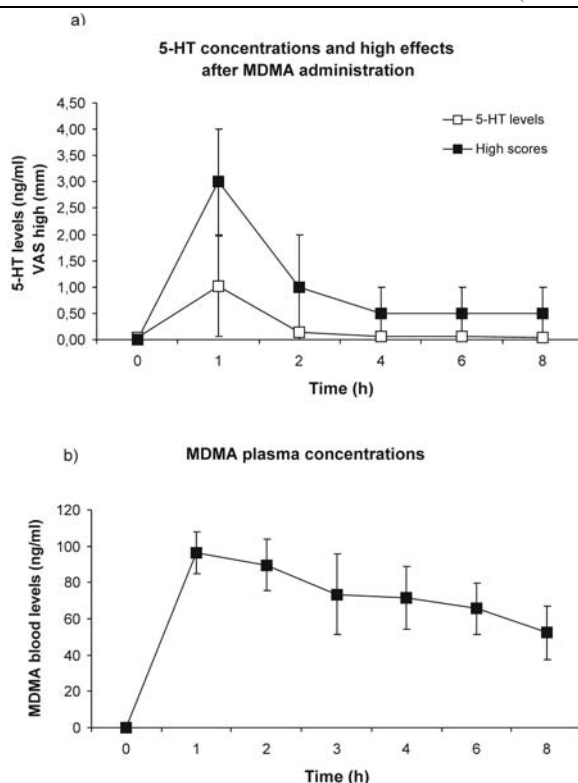 a)
5-HT concentrations and high effects
after MDMA administration
4,50
4,00
3,50
3,00
2,50
2,00
1,50
1,00
0,50
0,00
5-HT levels (ng/ml)
VAS high (mm)
5-HT levels
High scores
0 1 2 4 6 8
Time (h)
b)
MDMA plasma concentrations
120
100
80
60
40
20
0
MDMA blood levels (ng/ml)
0 1 2 3 4 6 8
Time (h)